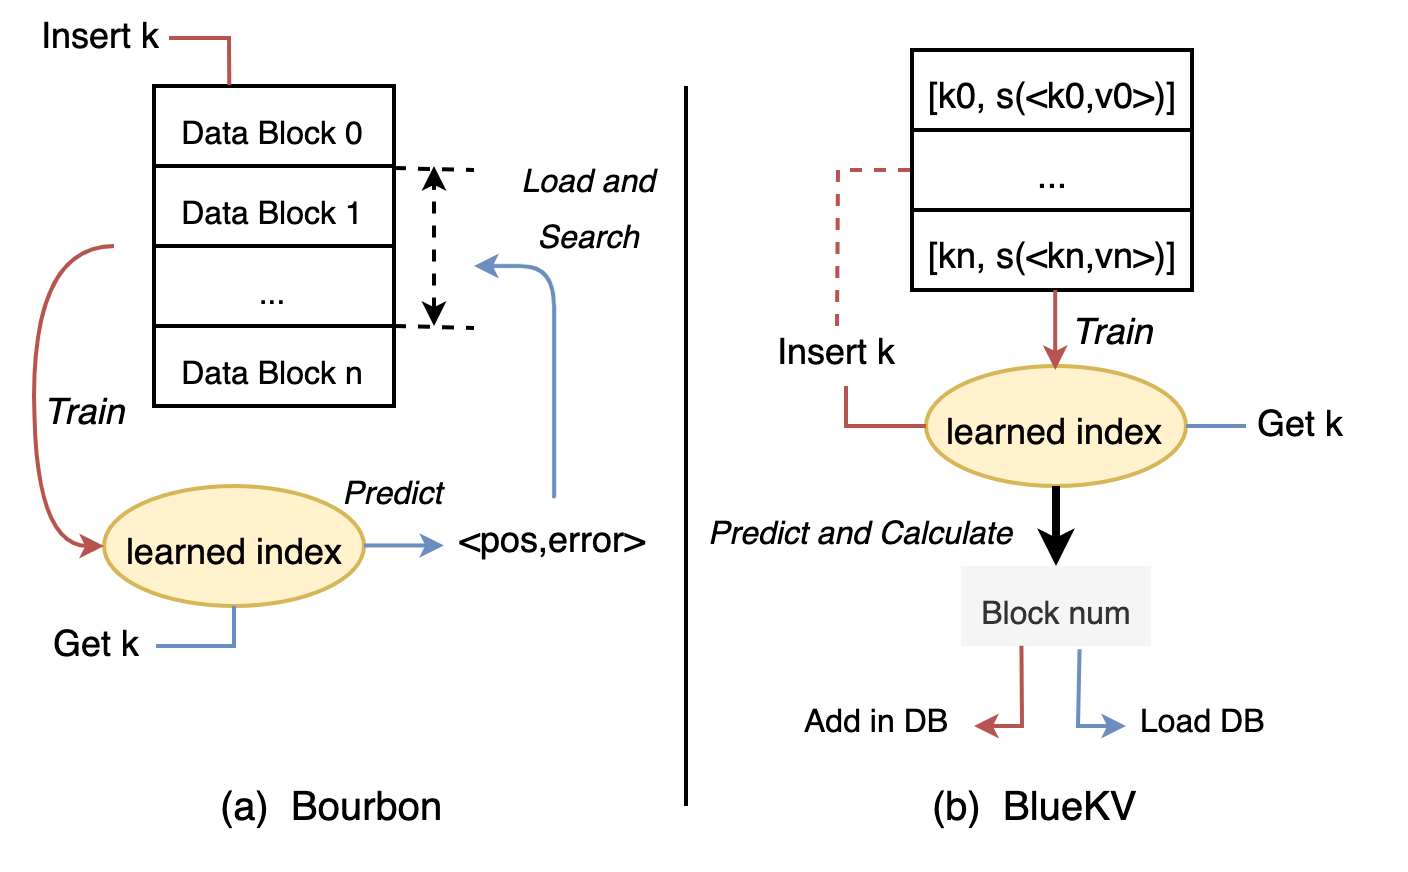 Insert k
Data Block 0
Data Block 1
...
Data Block n
Load and
Search
Train
Predict
learned index
<pos,error>
Get k
(a) Bourbon
[k0, s(<k0,v0>)]
...
[kn, s(<kn,vn>)]
Train
Insert k
learned index
Get k
Predict and Calculate
Block num
Add in DB
Load DB
(b) BlueKV